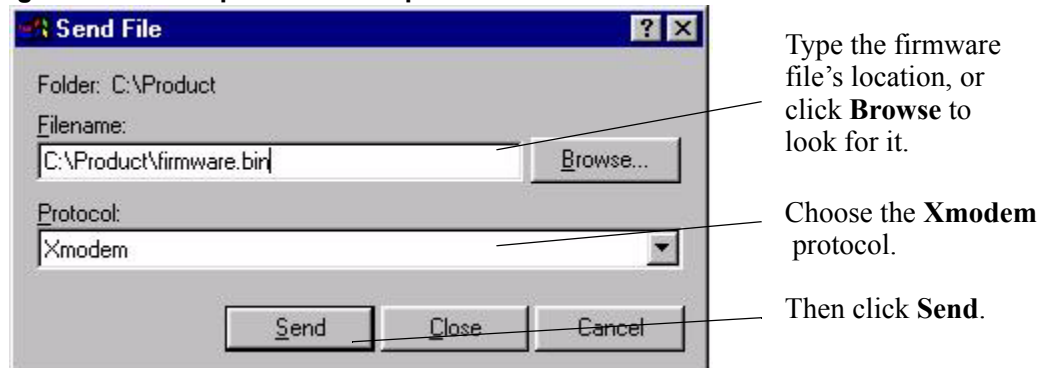 Send File
Folder: C:\Product
Filename:
C:\Product\firmware.bin
Browse...
Protocol:
Xmodem
Send
Close
Cancel
Type the firmware
file’s location, or
click Browse to
look for it.
Choose the Xmodem
protocol.
Then click Send.